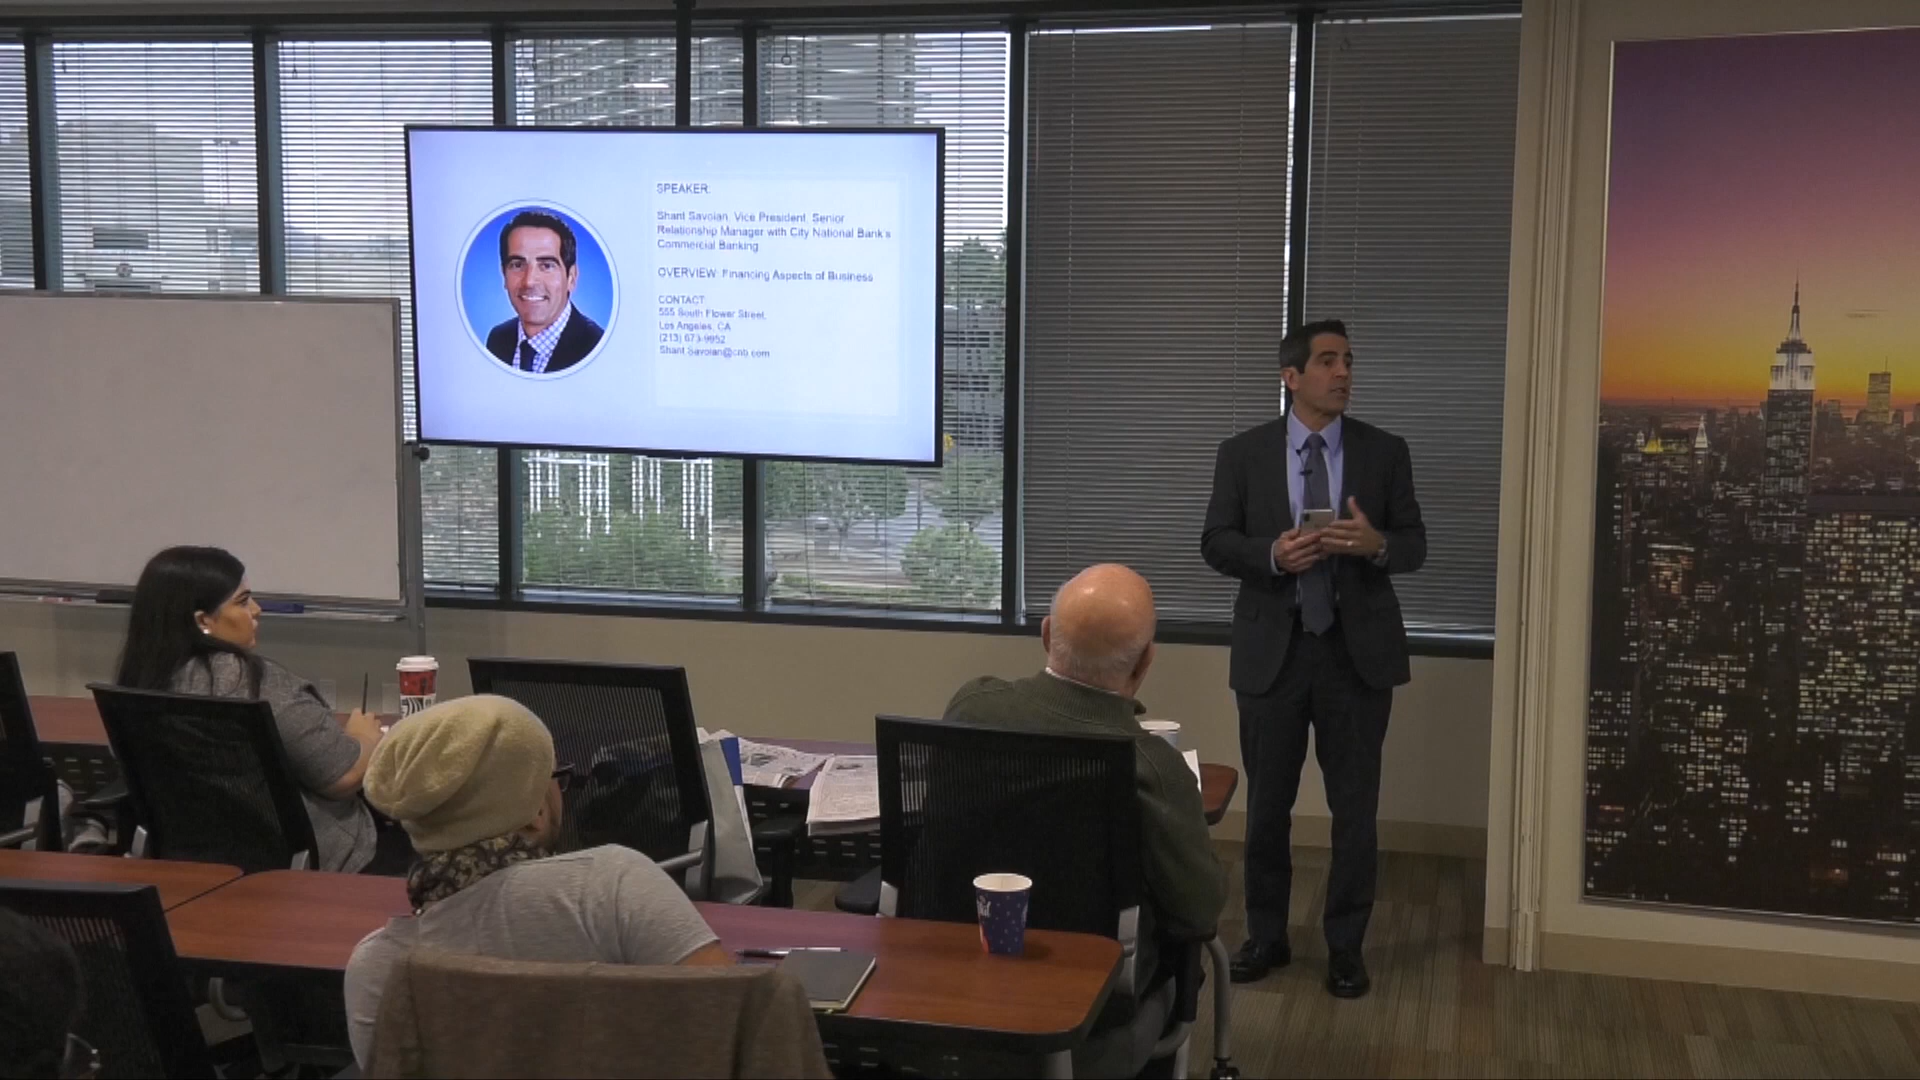 SPEAKER:
Shant Savoian, Vice President, Senior
Relationship Manager with City National Bank's
Commercial Banking
OVERVIEW: Financing Aspects of Business
CONTACT:
555 South Flower Street,
Los Angeles, CA
(213) 673-9952
Shant.Savoian@cnb.com